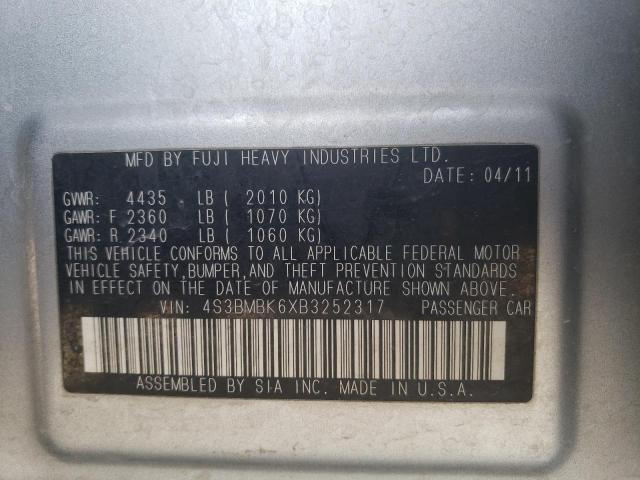 MFD BY FUJI HEAVY INDUSTRIES LTD.
DATE: 04/11
GVWR: 4435 LB ( 2010 KG)
GAWR: F 2360 LB ( 1070 KG)
GAWR: R 2340 LB ( 1060 KG)
THIS VEHICLE CONFORMS TO ALL APPLICABLE FEDERAL MOTOR
VEHICLE SAFETY, BUMPER, AND THEFT PREVENTION STANDARDS
IN EFFECT ON THE DATE OF MANUFACTURE SHOWN ABOVE.
VIN: 4S3BMBK6XB3252317 PASSENGER CAR
ASSEMBLED BY SIA INC. MADE IN U.S.A.